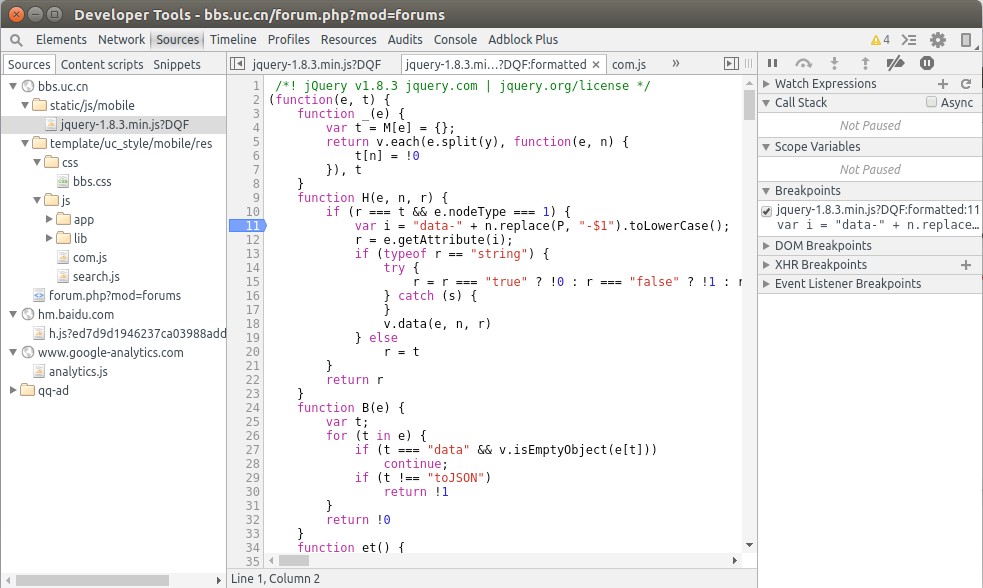 Developer Tools - bbs.uc.cn/forum.php?mod=forums
Elements Network Sources Timeline Profiles Resources Audits Console Adblock Plus 4
Sources Content scripts Snippets
bbs.uc.cn
static/js/mobile
jquery-1.8.3.min.js?DQF
template/uc_style/mobile/res
css
bbs.css
js
app
lib
com.js
search.js
forum.php?mod=forums
hm.baidu.com
h.js?ed7d9d1946237ca03988add
www.google-analytics.com
analytics.js
qq-ad
jquery-1.8.3.min.js?DQF jquery-1.8.3.mi...?DQF:formatted × com.js »
1 /*! jQuery v1.8.3 jquery.com | jquery.org/license */
2 (function(e, t) {
3 function _(e) {
4 var t = M[e] = {};
5 return v.each(e.split(y), function(e, n) {
6 t[n] = !0
7 }), t
8 }
9 function H(e, n, r) {
10 if (r === t && e.nodeType === 1) {
11 var i = "data-" + n.replace(P, "-$1").toLowerCase();
12 r = e.getAttribute(i);
13 if (typeof r == "string") {
14 try {
15 r = r === "true" ? !0 : r === "false" ? !1 : r
16 } catch (s) {
17 }
18 v.data(e, n, r)
19 } else
20 r = t
21 }
22 return r
23 }
24 function B(e) {
25 var t;
26 for (t in e) {
27 if (t === "data" && v.isEmptyObject(e[t]))
28 continue;
29 if (t !== "toJSON")
30 return !1
31 }
32 return !0
33 }
34 function et() {
35
Line 1, Column 2
Watch Expressions
Call Stack Async
Not Paused
Scope Variables
Not Paused
Breakpoints
jquery-1.8.3.min.js?DQF:formatted:11
var i = "data-" + n.replace…
DOM Breakpoints
XHR Breakpoints
Event Listener Breakpoints